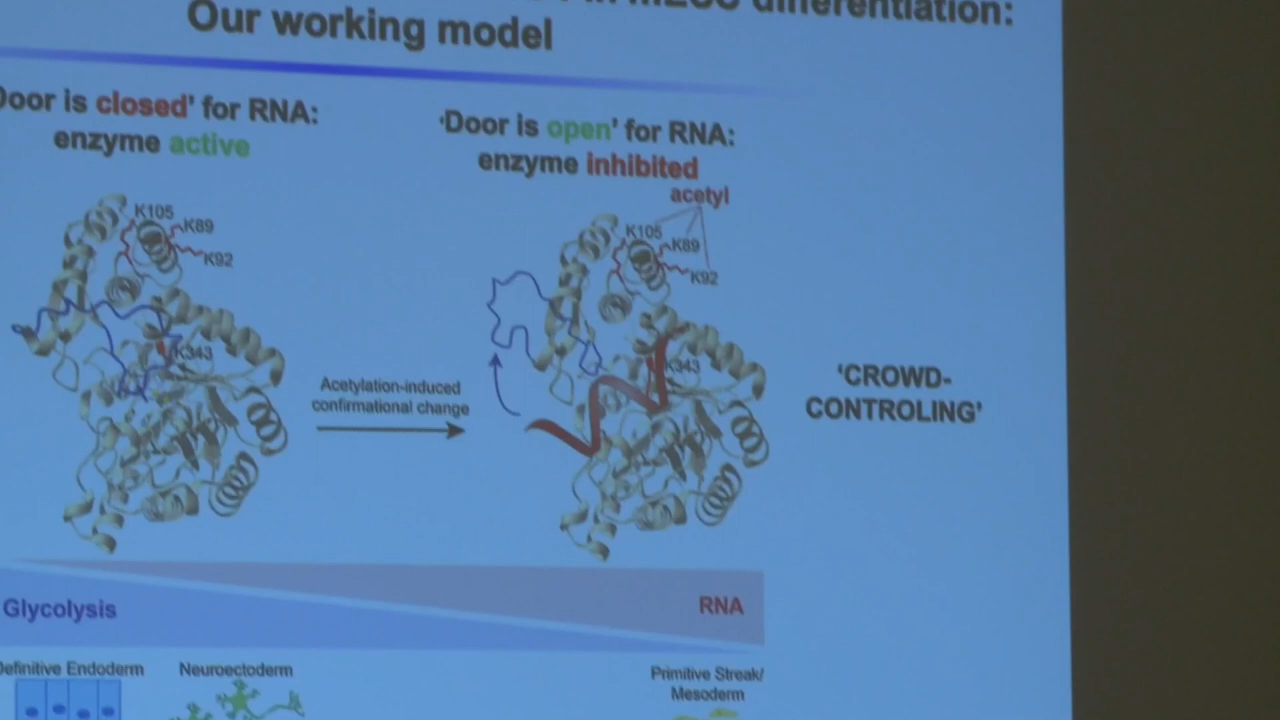 differentiation:
Our working model
Door is closed' for RNA:
enzyme active
'Door is open' for RNA:
enzyme inhibited
acetyl
K105
K89
K92
K343
K105
K89
K92
K343
Acetylation-induced
confirmational change
'CROWD-
CONTROLING'
Glycolysis
RNA
Definitive Endoderm
Neuroectoderm
Primitive Streak/
Mesoderm